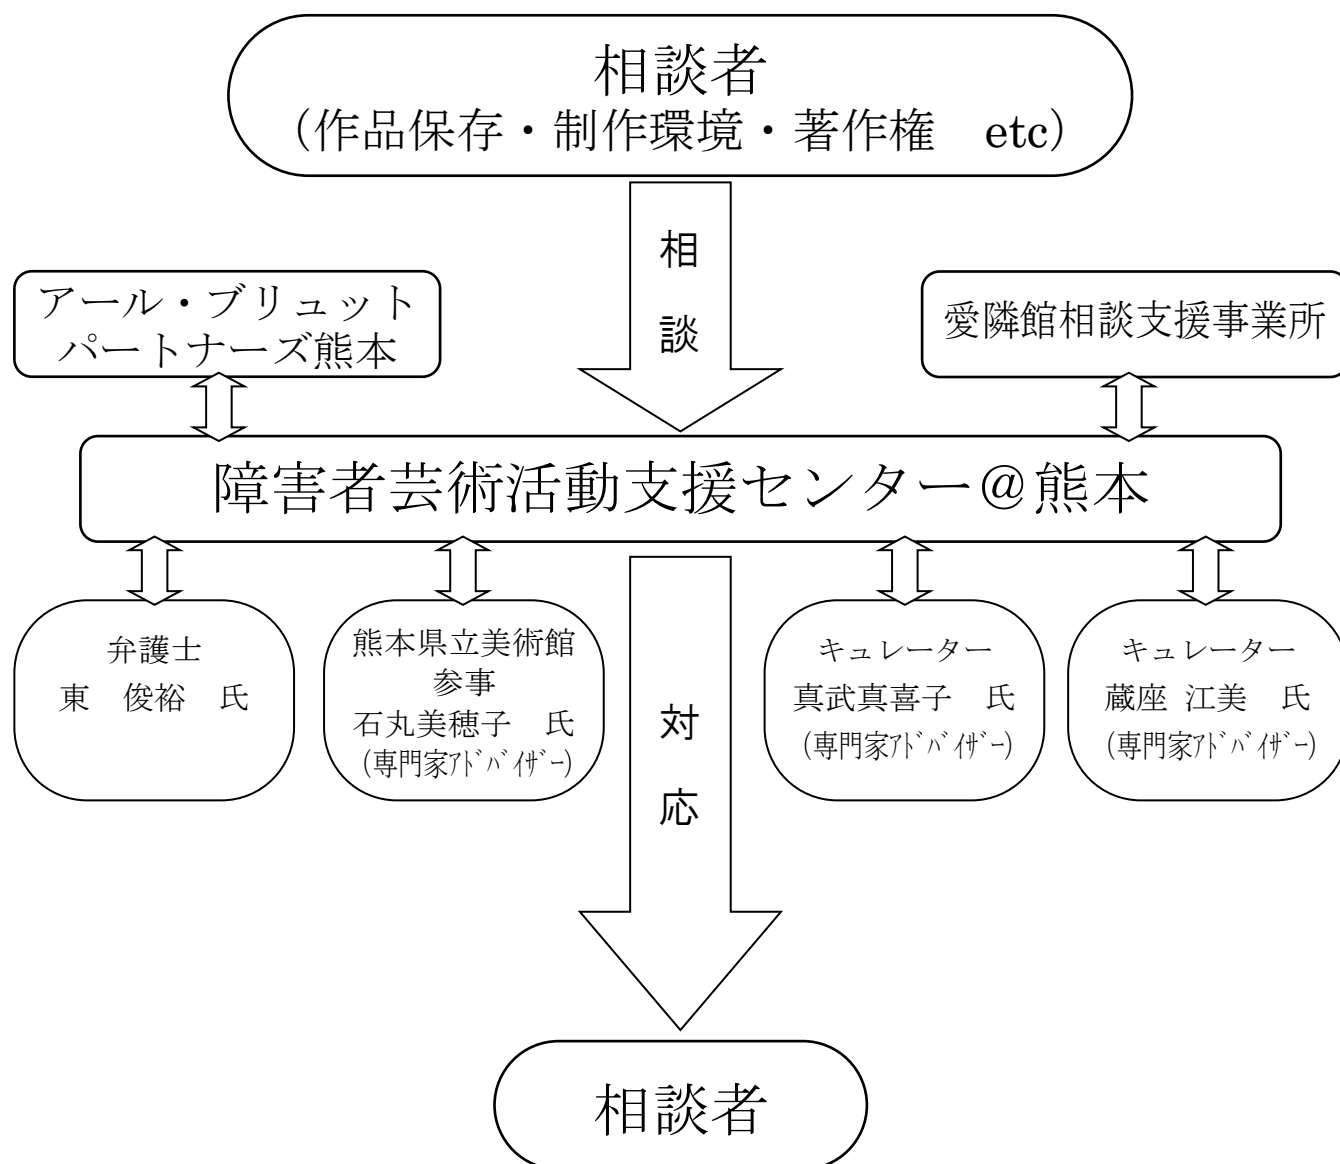 相談者
（作品保存・制作環境・著作権　etc）
相
談
アール・ブリュット
パートナーズ熊本
愛隣館相談支援事業所
障害者芸術活動支援センター＠熊本
弁護士
東　俊裕　氏
熊本県立美術館
参事
石丸美穂子　氏
（専門家ｱﾄﾞﾊﾞｲｻﾞｰ）
キュレーター
真武真喜子　氏
（専門家ｱﾄﾞﾊﾞｲｻﾞｰ）
キュレーター
蔵座 江美　氏
（専門家ｱﾄﾞﾊﾞｲｻﾞｰ）
対
応
相談者